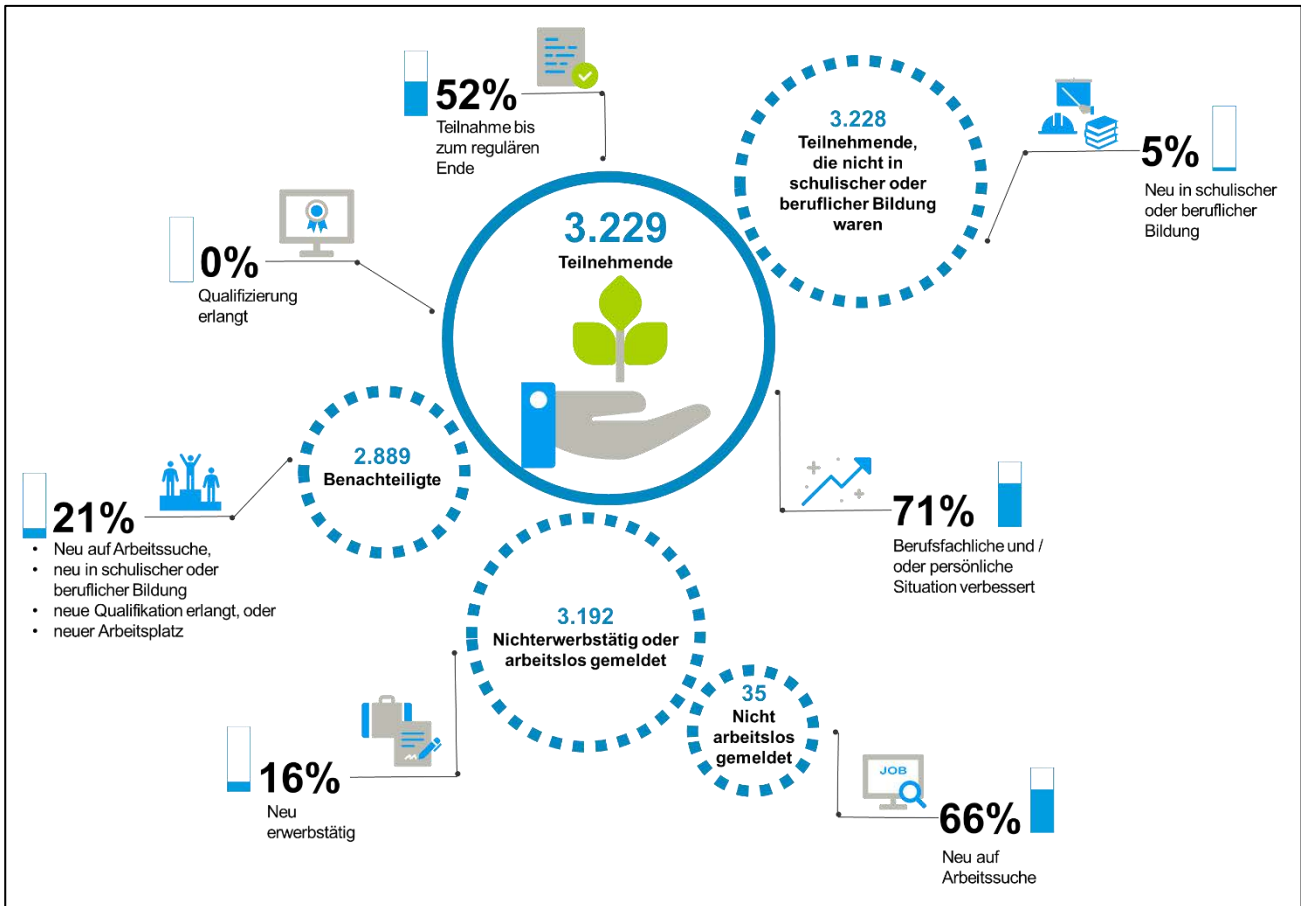 52%
Teilnahme bis
zum regulären
Ende
3.228
Teilnehmende,
die nicht in
schulischer oder
beruflicher Bildung
waren
5%
Neu in schulischer
oder beruflicher
Bildung
0%
Qualifizierung
erlangt
3.229
Teilnehmende
2.889
Benachteiligte
21%
• Neu auf Arbeitssuche,
• neu in schulischer oder
beruflicher Bildung
• neue Qualifikation erlangt, oder
• neuer Arbeitsplatz
71%
Berufsfachliche und /
oder persönliche
Situation verbessert
3.192
Nichterwerbstätig oder
arbeitslos gemeldet
35
Nicht
arbeitslos
gemeldet
16%
Neu
erwerbstätig
JOB
66%
Neu auf
Arbeitssuche